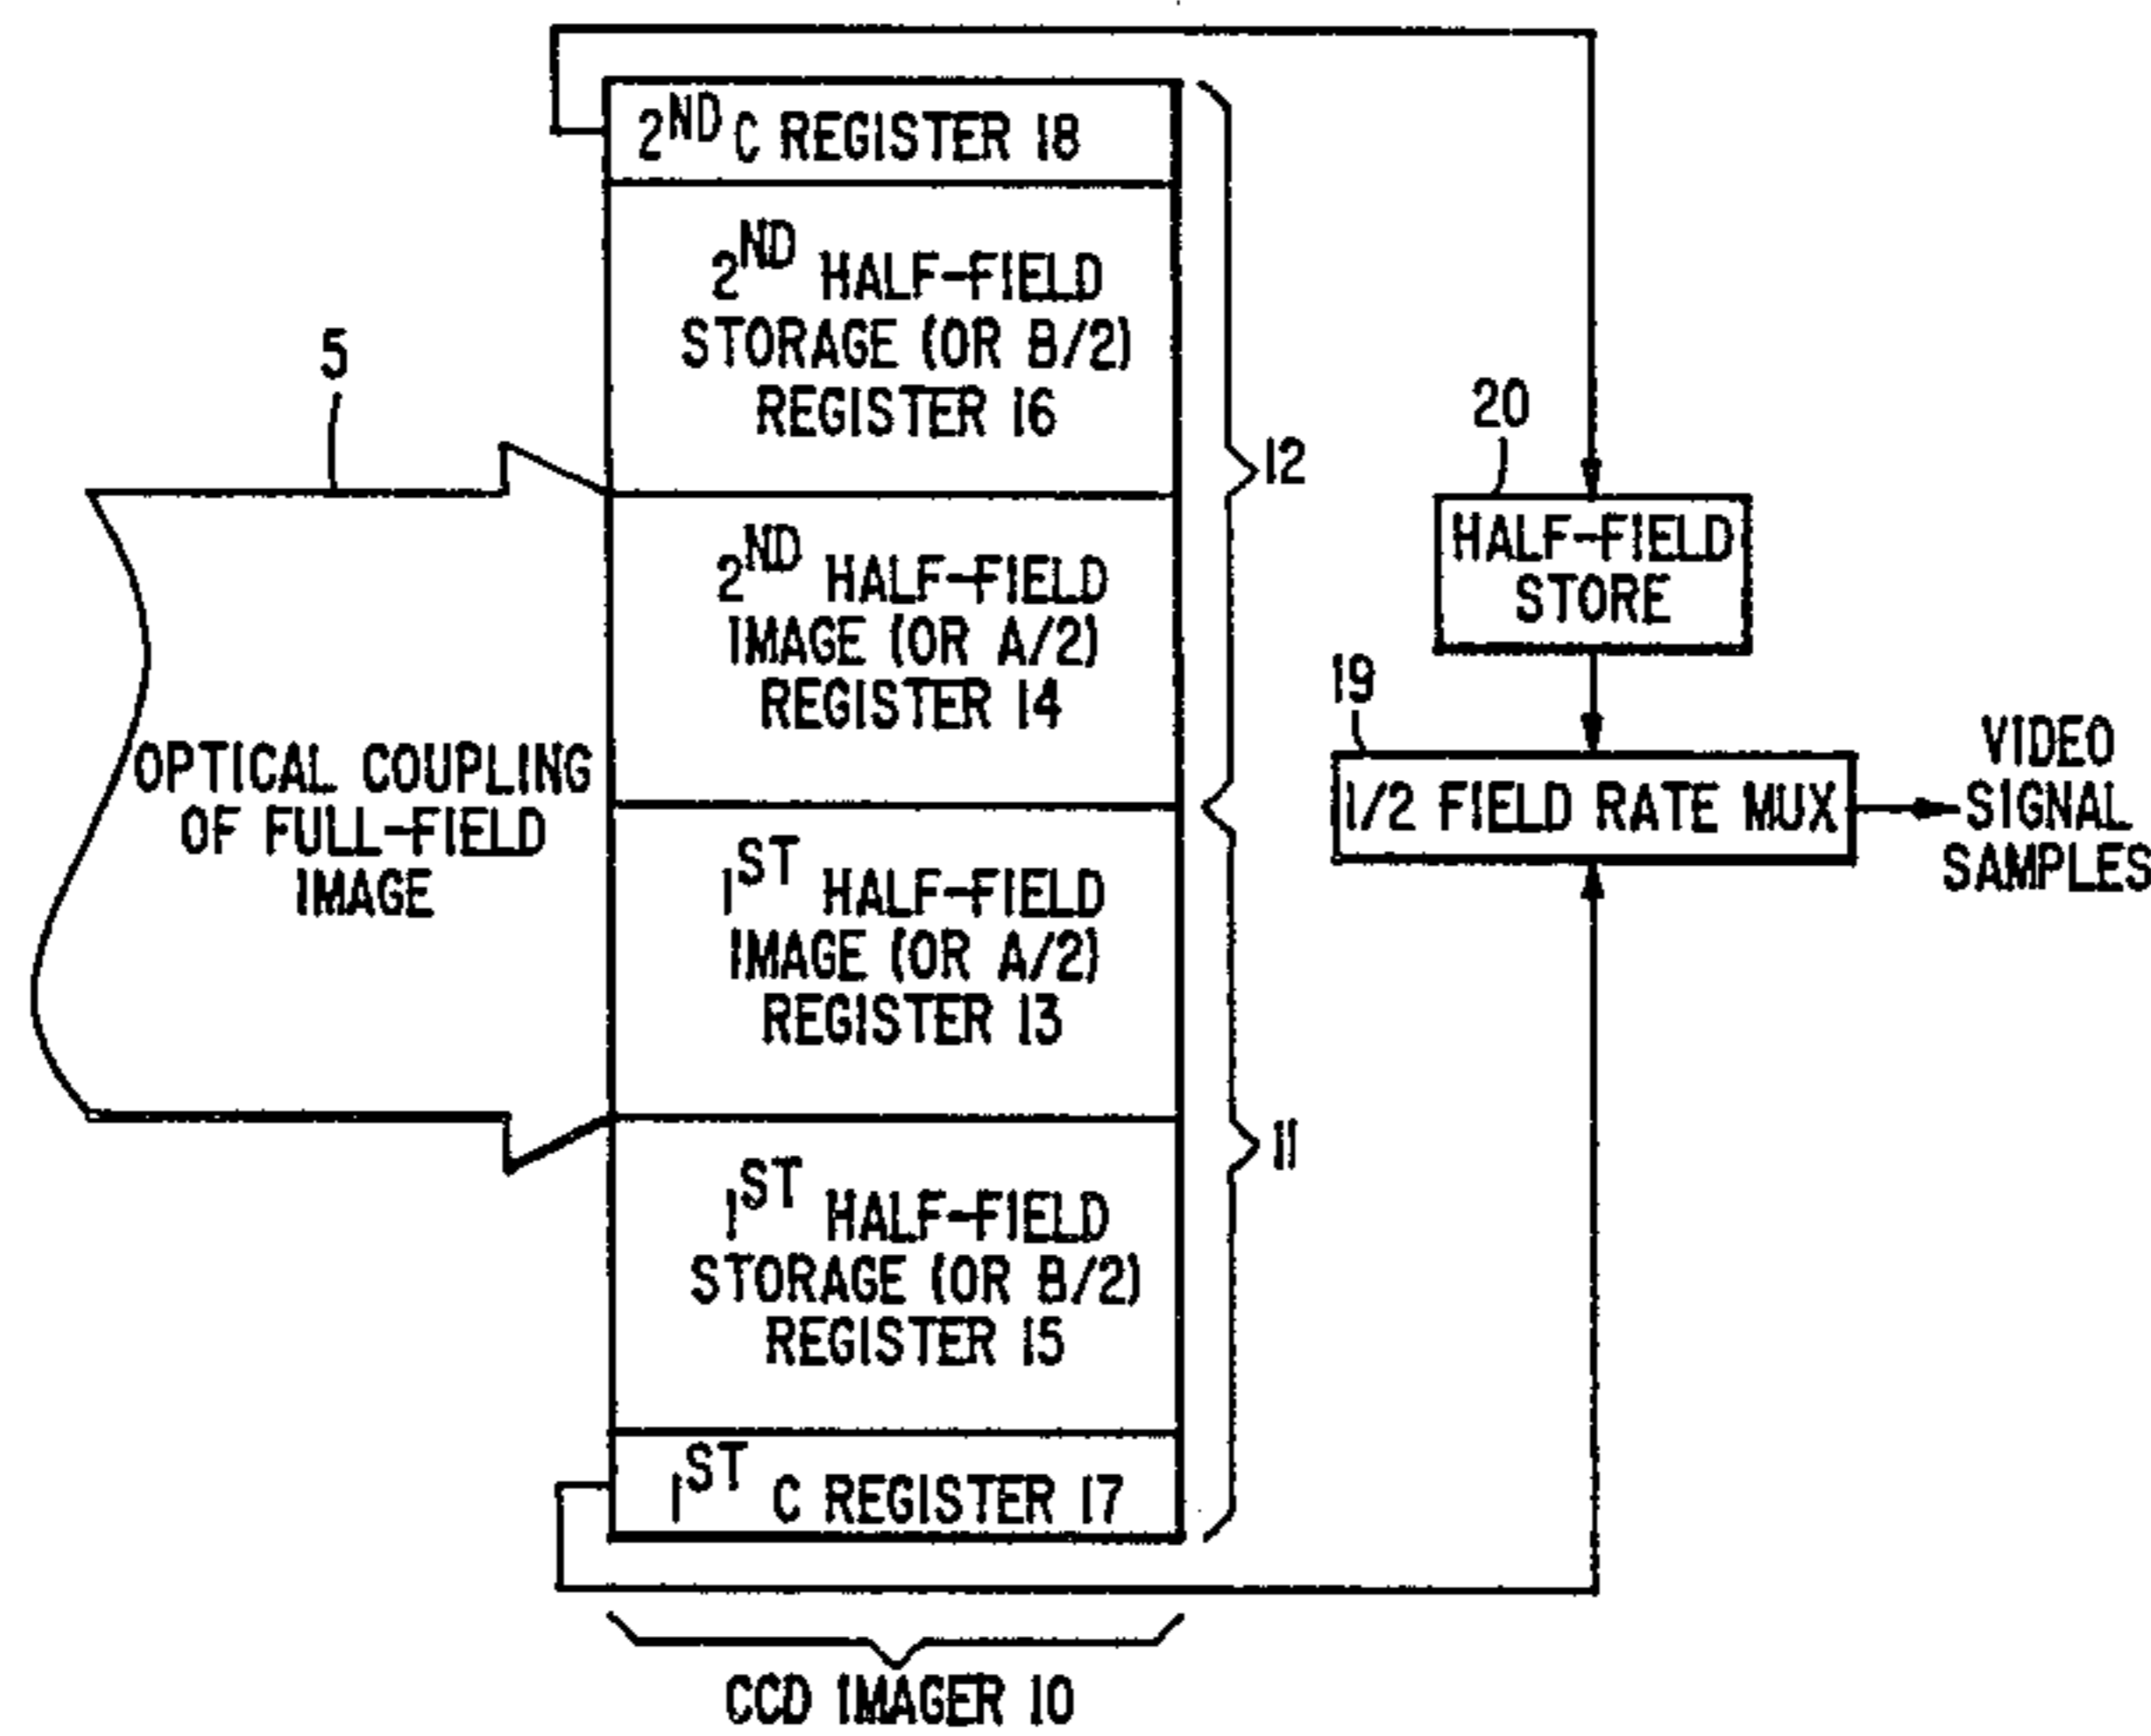 2ND C REGISTER 18
2ND HALF-FIELD
STORAGE (OR B/2)
REGISTER 16
5
12
20
HALF-FIELD
STORE
2ND HALF-FIELD
IMAGE (OR A/2)
REGISTER 14
19
1/2 FIELD RATE MUX
VIDEO
SIGNAL
SAMPLES
OPTICAL COUPLING
OF FULL-FIELD
IMAGE
1ST HALF-FIELD
IMAGE (OR A/2)
REGISTER 13
11
1ST HALF-FIELD
STORAGE (OR B/2)
REGISTER 15
1ST C REGISTER 17
CCD IMAGER 10